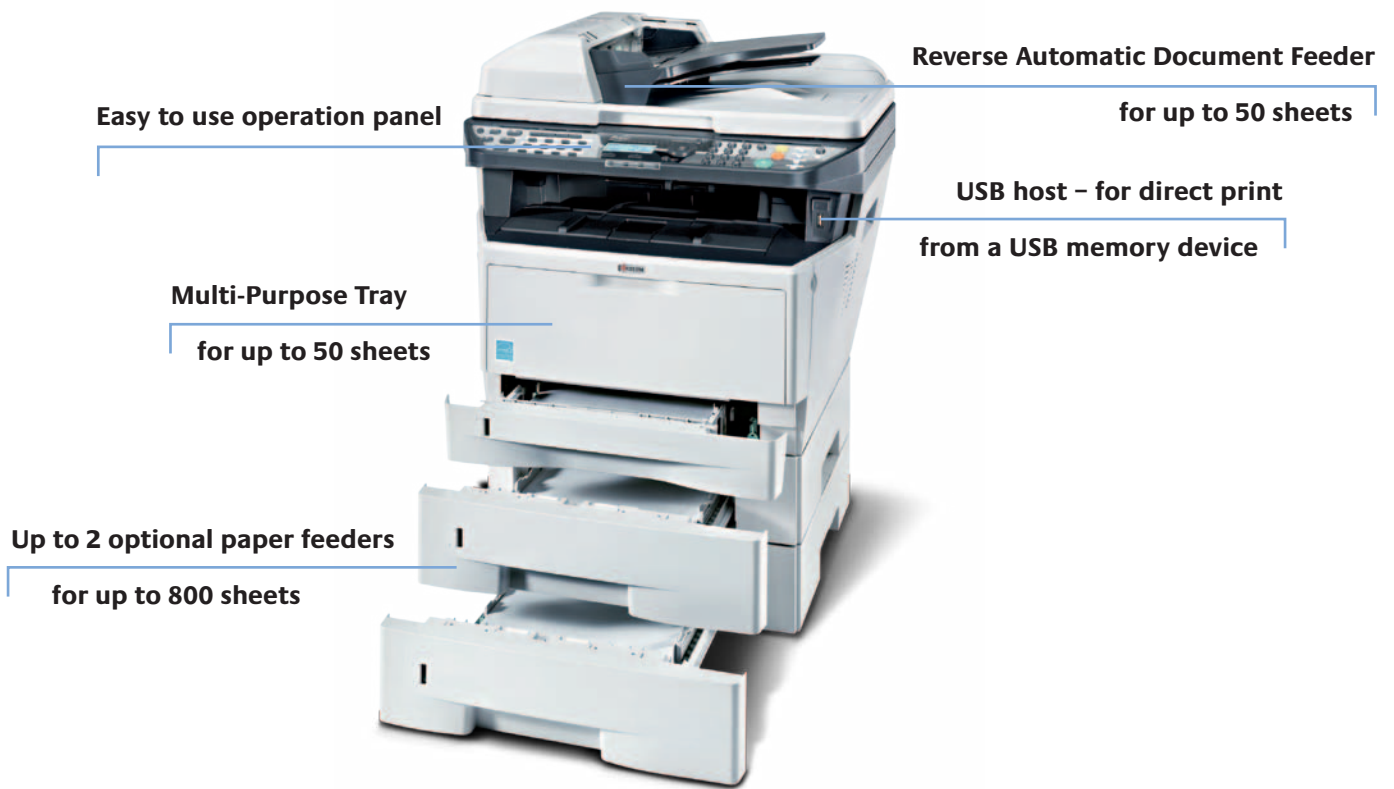 Reverse Automatic Document Feeder
for up to 50 sheets
Easy to use operation panel
USB host – for direct print
from a USB memory device
Multi-Purpose Tray
for up to 50 sheets
Up to 2 optional paper feeders
for up to 800 sheets